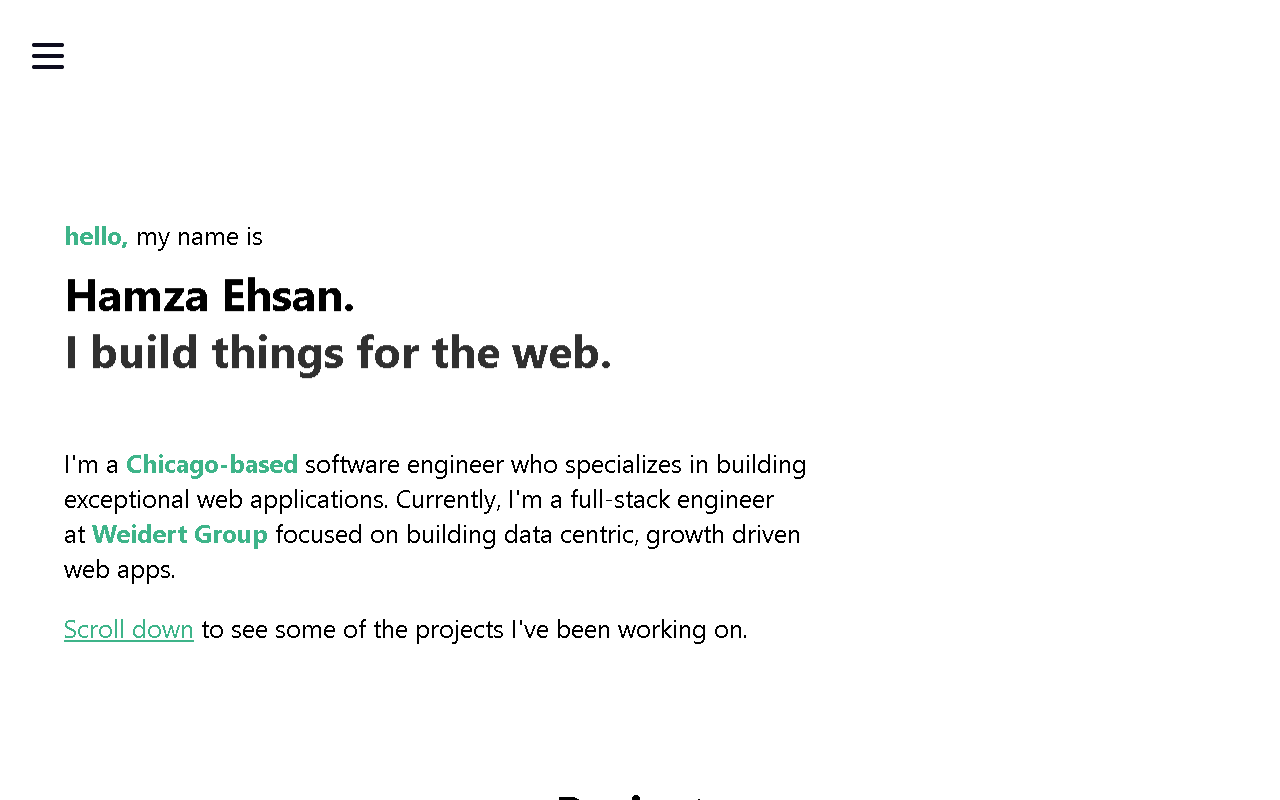 hello, my name is
Hamza Ehsan.
I build things for the web.
I'm a Chicago-based software engineer who specializes in building
exceptional web applications. Currently, I'm a full-stack engineer
at Weidert Group focused on building data centric, growth driven
web apps.
Scroll down to see some of the projects I've been working on.